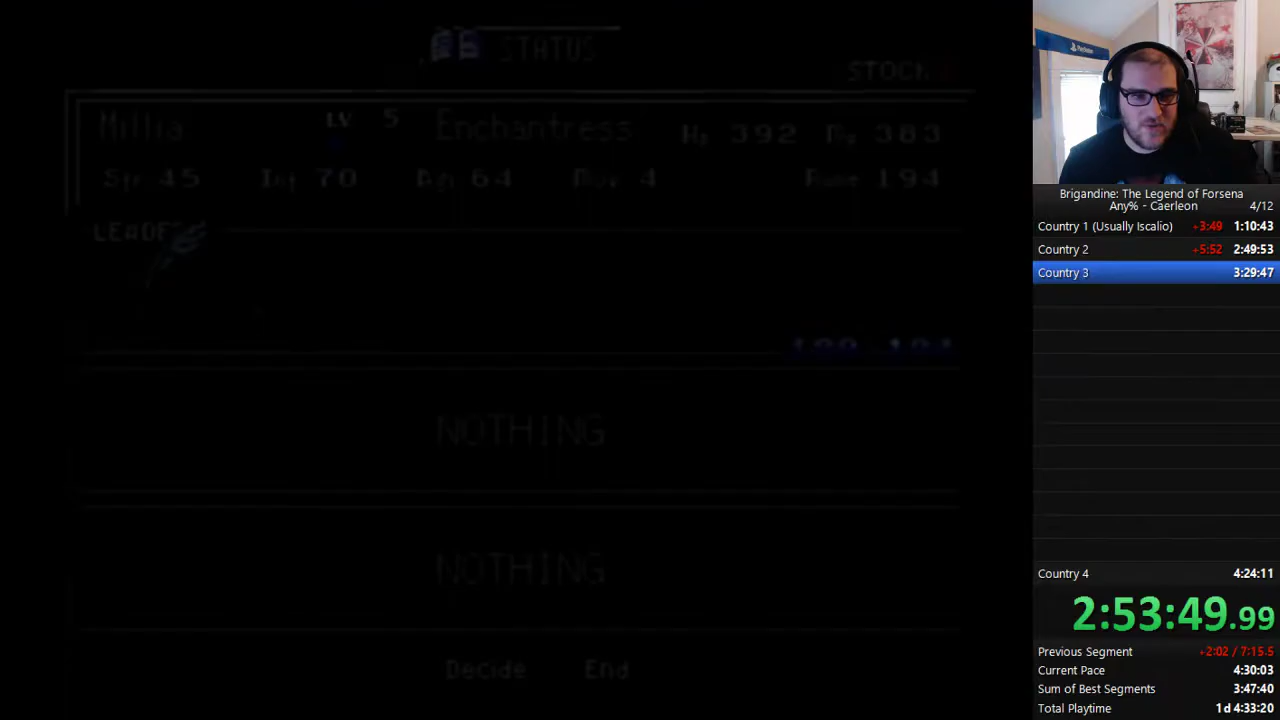 STATUS
STOCK
Millia LV 5 Enchantress Hp 392 Mp 383
Str 45 Int 70 Agi 64 Mov 4 Rune 194
LEADER
NOTHING
NOTHING
Decide End
PlayStation
Brigandine: The Legend of Forsena
Any% - Caerleon 4/12
Country 1 (Usually Iscalio) +3:49 1:10:43
Country 2 +5:52 2:49:53
Country 3 3:29:47
Country 4 4:24:11
2:53:49.99
Previous Segment +2:02 / 7:15.5
Current Pace 4:30:03
Sum of Best Segments 3:47:40
Total Playtime 1d 4:33:20